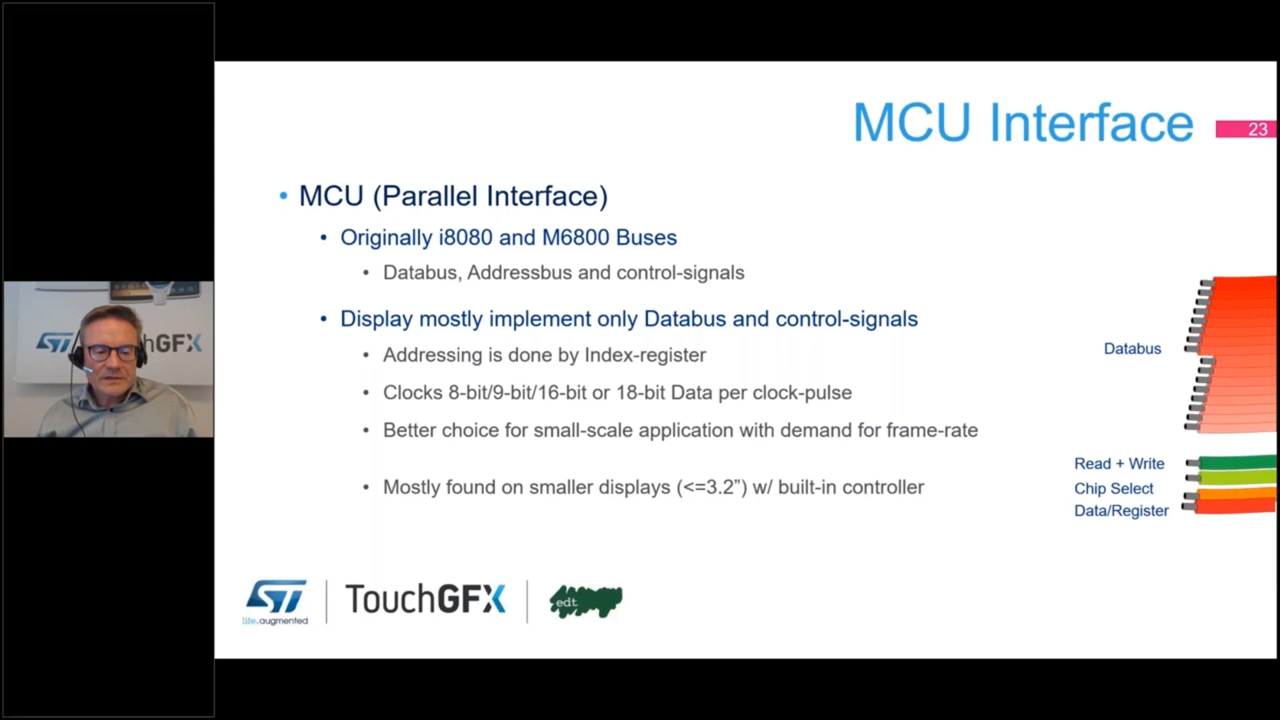 MCU Interface
23
• MCU (Parallel Interface)
• Originally i8080 and M6800 Buses
• Databus, Addressbus and control-signals
• Display mostly implement only Databus and control-signals
• Addressing is done by Index-register
• Clocks 8-bit/9-bit/16-bit or 18-bit Data per clock-pulse
• Better choice for small-scale application with demand for frame-rate
• Mostly found on smaller displays (<=3.2”) w/ built-in controller
Databus
Read + Write
Chip Select
Data/Register
ST
life.augmented
TouchGFX
edt
ST
hGFX